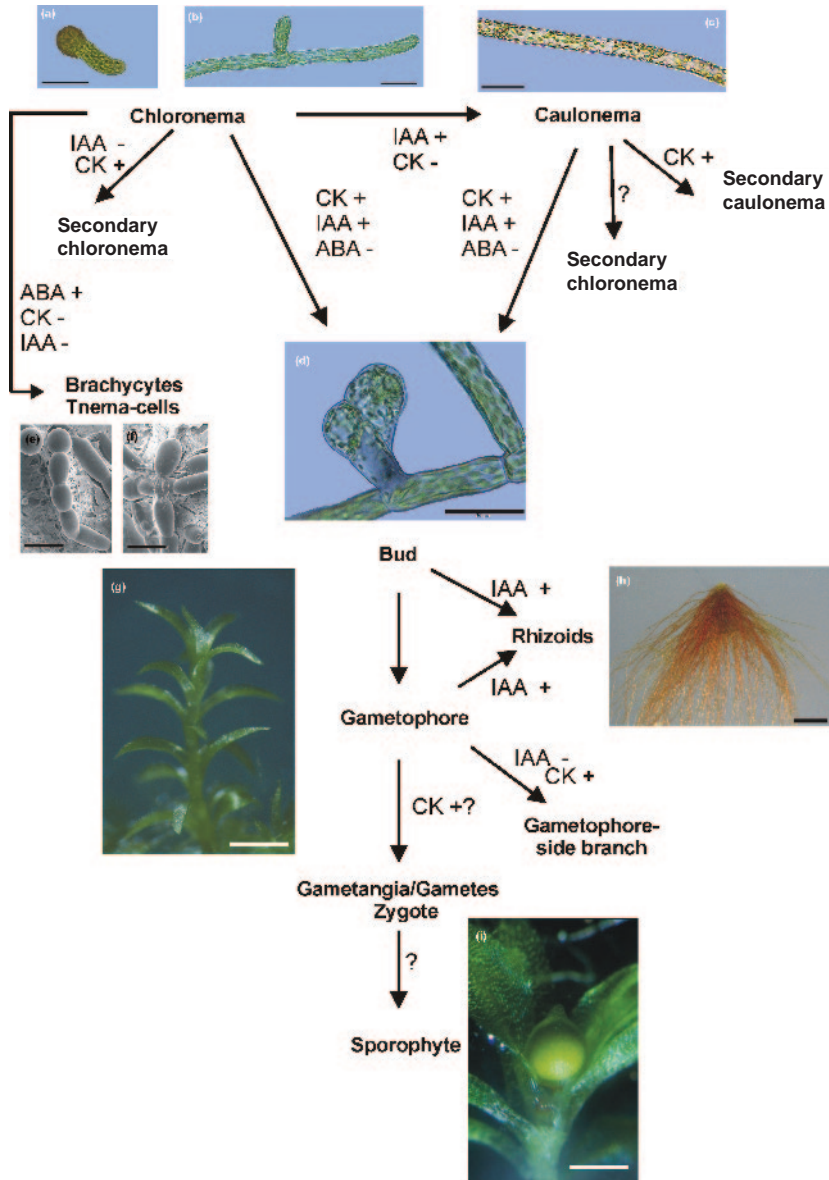 (a)
(b)
(c)
Chloronema
IAA +
CK -
Caulonema
IAA -
CK +
Secondary
chloronema
CK +
IAA +
ABA -
CK +
IAA +
ABA -
?
Secondary
chloronema
CK +
Secondary
caulonema
ABA +
CK -
IAA -
Brachycytes
Tnema-cells
(d)
(e)
(f)
Bud
(g)
IAA +
Rhizoids
(h)
IAA +
Gametophore
IAA -
CK +
CK +?
Gametophore-
side branch
Gametangia/Gametes
Zygote
(i)
?
Sporophyte